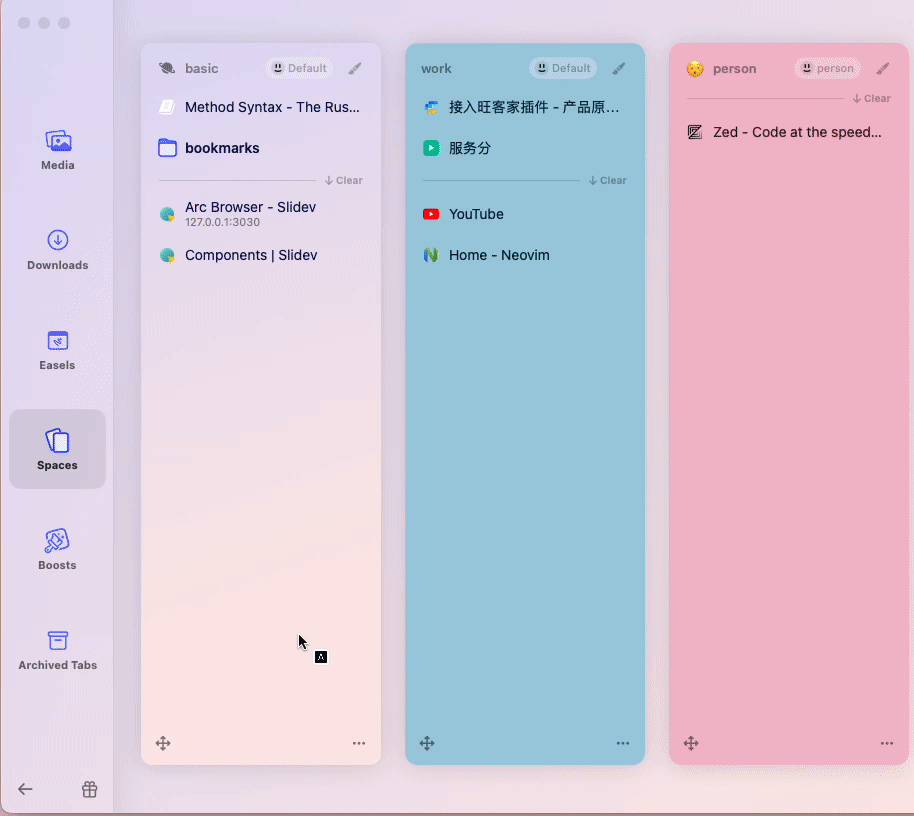 Media
Downloads
Easels
Spaces
Boosts
Archived Tabs
basic
Default
Method Syntax - The Rus...
bookmarks
Clear
Arc Browser - Slidev
127.0.0.1:3030
Components | Slidev
work
Default
接入旺客家插件 - 产品原...
服务分
Clear
YouTube
Home - Neovim
person
person
Clear
Zed - Code at the speed...
A